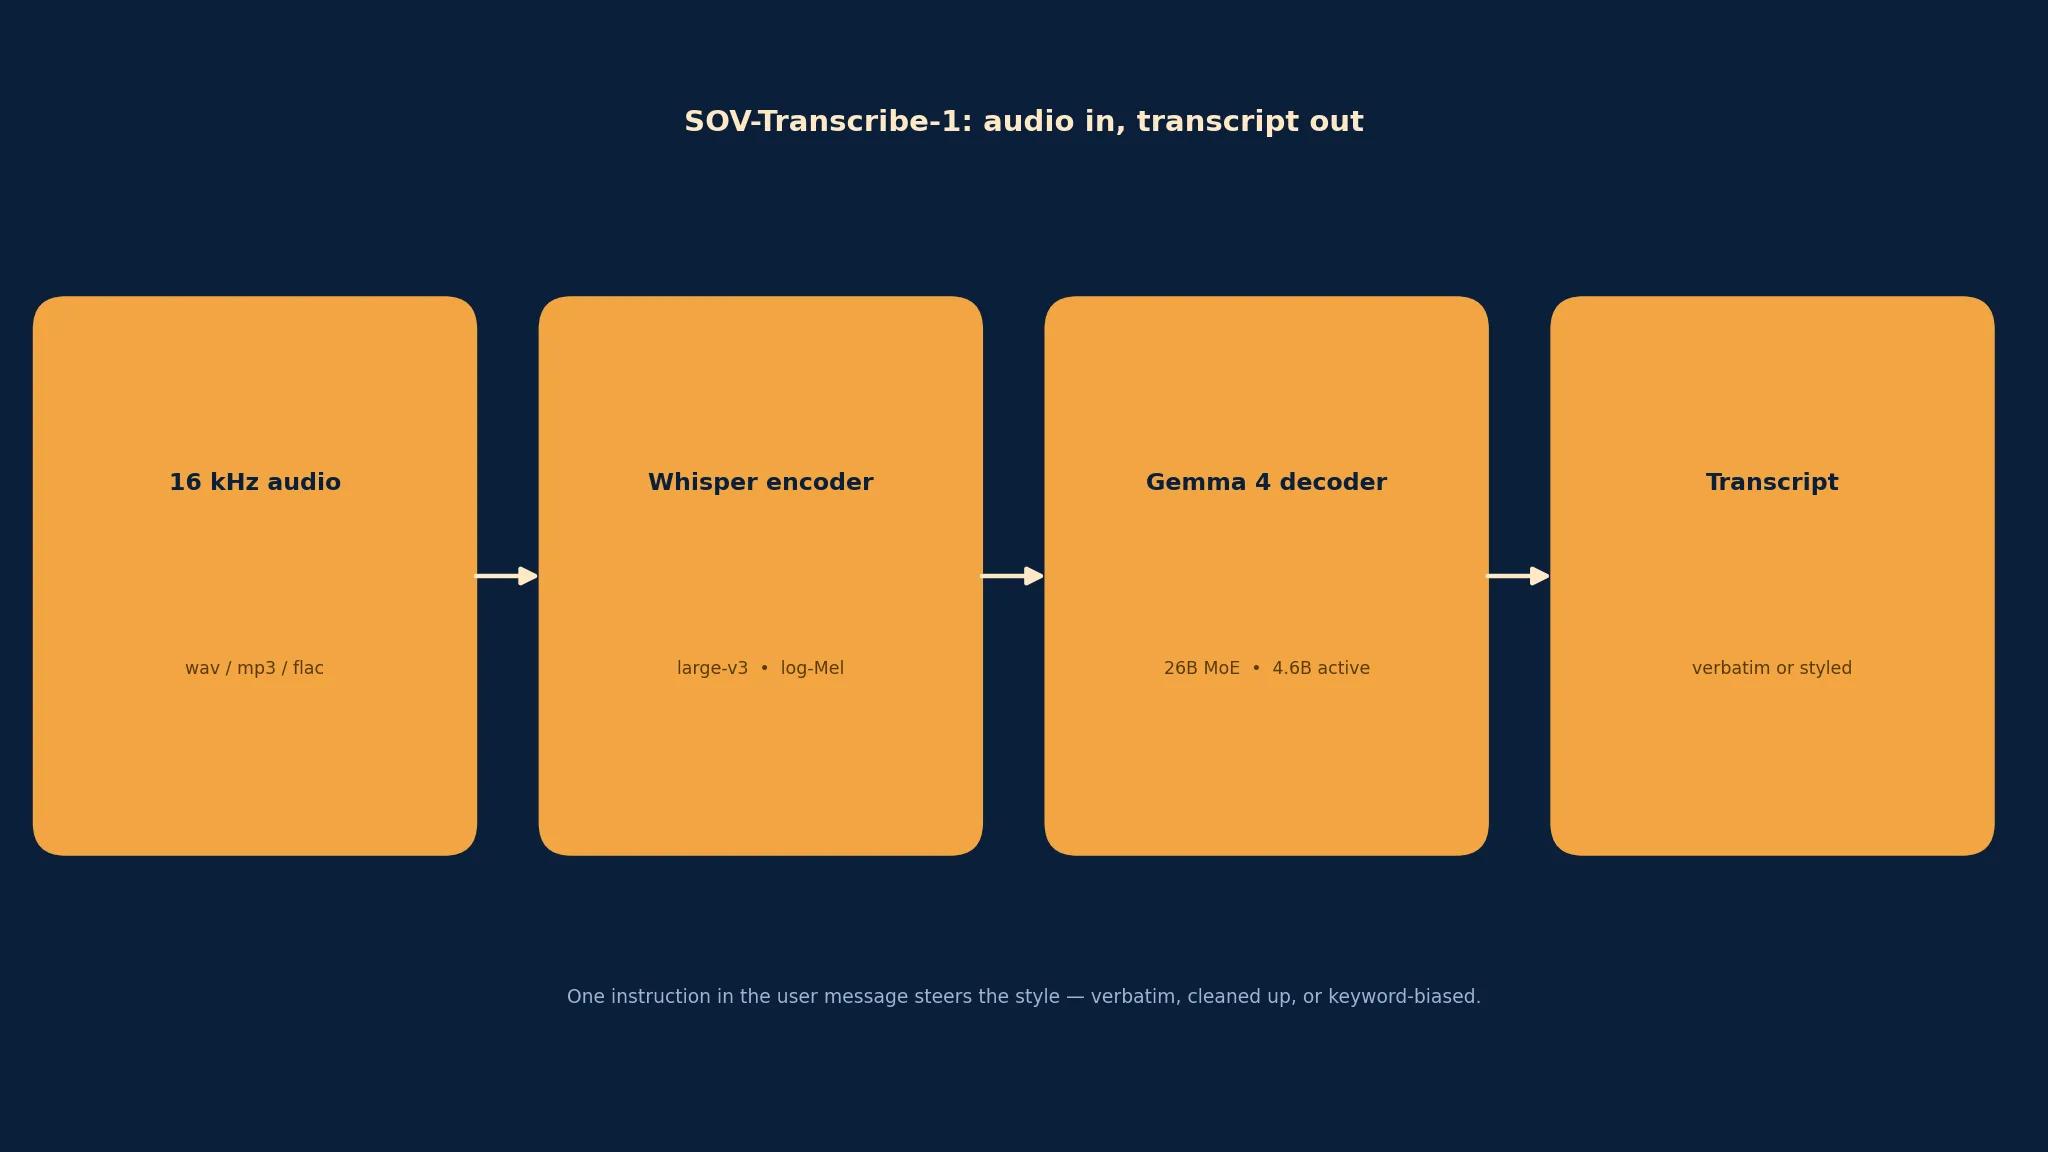 SOV-Transcribe-1: audio in, transcript out
16 kHz audio
wav / mp3 / flac
Whisper encoder
large-v3 • log-Mel
Gemma 4 decoder
26B MoE • 4.6B active
Transcript
verbatim or styled
One instruction in the user message steers the style — verbatim, cleaned up, or keyword-biased.